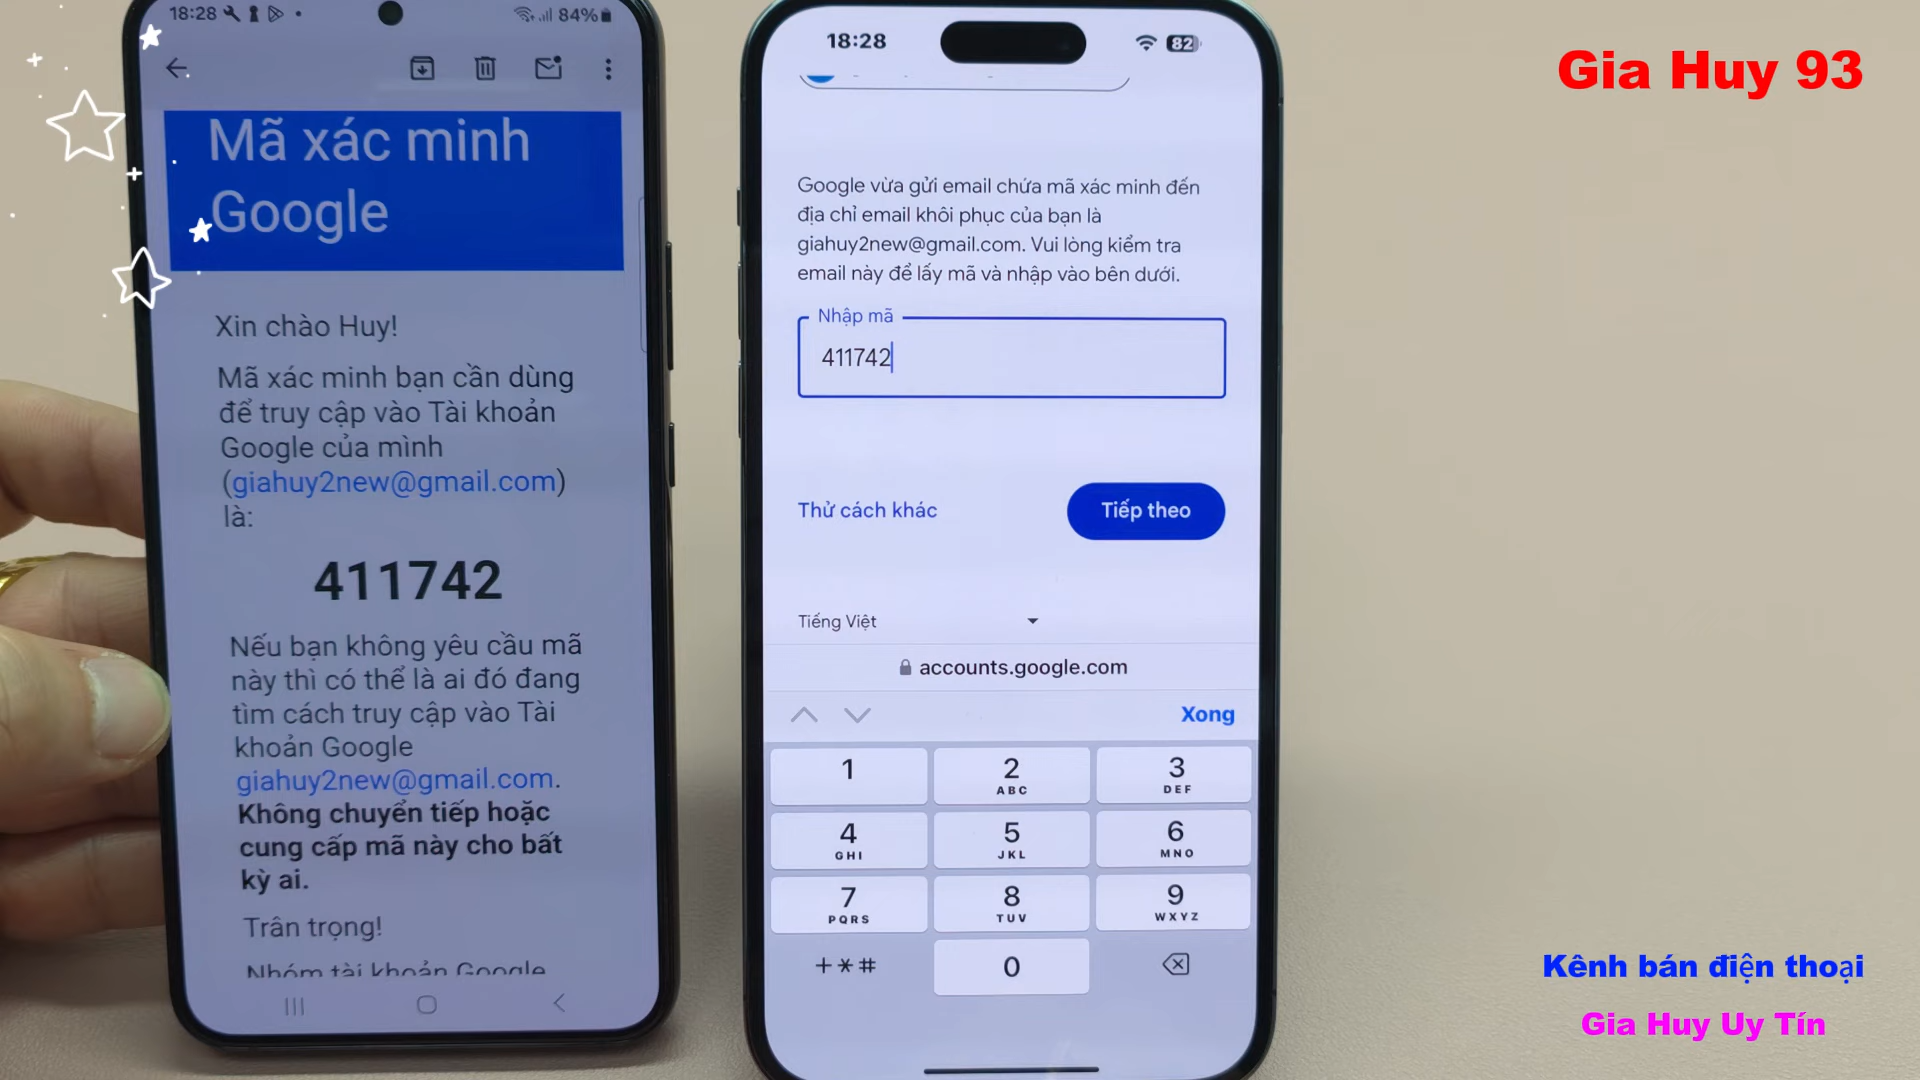 18:28
84%
Mã xác minh
Google
Xin chào Huy!
Mã xác minh bạn cần dùng
để truy cập vào Tài khoản
Google của mình
(giahuy2new@gmail.com)
là:
411742
Nếu bạn không yêu cầu mã
này thì có thể là ai đó đang
tìm cách truy cập vào Tài
khoản Google
giahuy2new@gmail.com.
Không chuyển tiếp hoặc
cung cấp mã này cho bất
kỳ ai.
Trân trọng!
Nhóm tài khoản Google
18:28
82
Google vừa gửi email chứa mã xác minh đến
địa chỉ email khôi phục của bạn là
giahuy2new@gmail.com. Vui lòng kiểm tra
email này để lấy mã và nhập vào bên dưới.
Nhập mã
411742
Thử cách khác
Tiếp theo
Tiếng Việt
accounts.google.com
Xong
1
2
ABC
3
DEF
4
GHI
5
JKL
6
MNO
7
PQRS
8
TUV
9
WXYZ
+*#
0
Gia Huy 93
Kênh bán điện thoại
Gia Huy Uy Tín